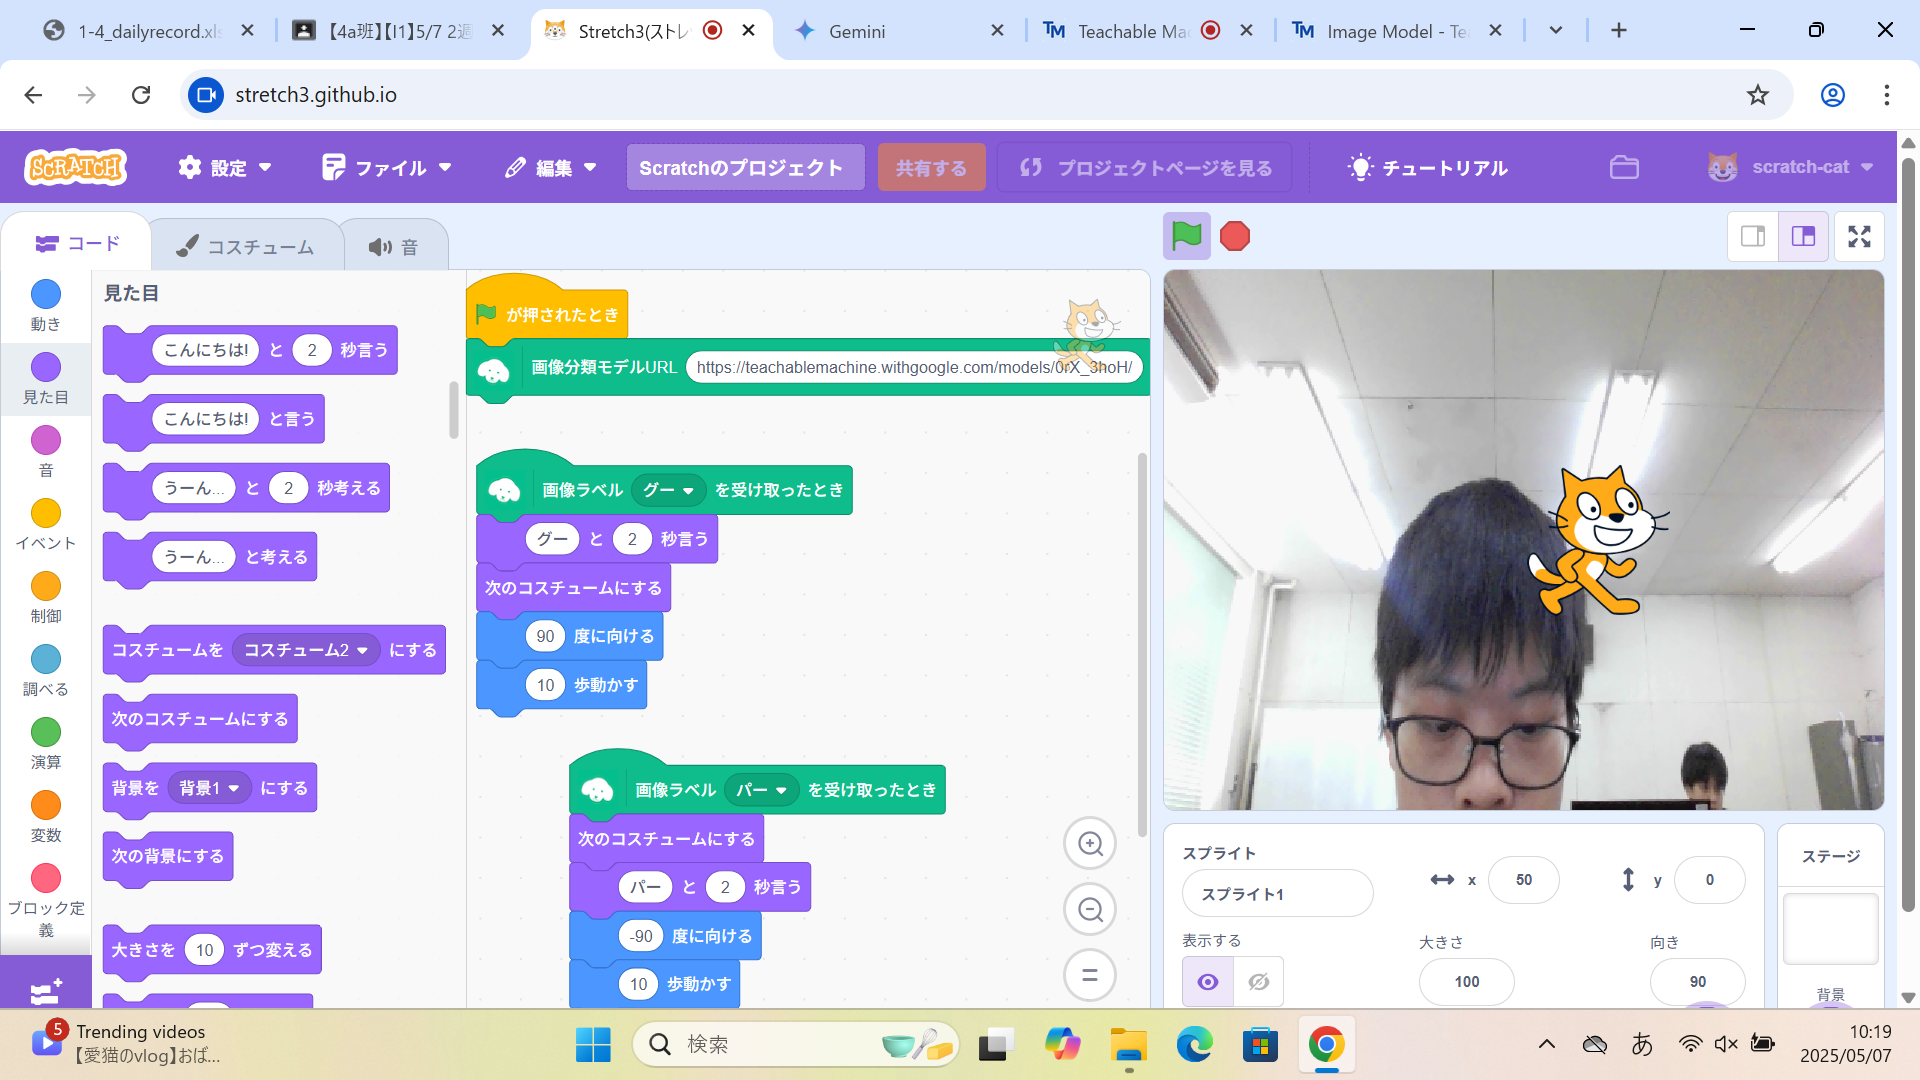 1-4_dailyrecord.xls
【4a班】【I1】5/7 2週
Stretch3(ストレ
Gemini
Teachable Ma
Image Model - Te
stretch3.github.io
SCRATCH
設定
ファイル
編集
Scratchのプロジェクト
共有する
プロジェクトページを見る
チュートリアル
scratch-cat
コード
コスチューム
音
動き
見た目
音
イベント
制御
調べる
演算
変数
ブロック定
義
見た目
こんにちは! と 2 秒言う
こんにちは! と言う
うーん... と 2 秒考える
うーん... と考える
コスチュームを コスチューム2 にする
次のコスチュームにする
背景を 背景1 にする
次の背景にする
大きさを 10 ずつ変える
が押されたとき
画像分類モデルURL https://teachablemachine.withgoogle.com/models/0rX_3hoH/
画像ラベル グー を受け取ったとき
グー と 2 秒言う
次のコスチュームにする
90 度に向ける
10 歩動かす
画像ラベル パー を受け取ったとき
次のコスチュームにする
パー と 2 秒言う
-90 度に向ける
10 歩動かす
スプライト
スプライト1
x 50
y 0
表示する
大きさ
100
向き
90
ステージ
背景
5
Trending videos
【愛猫のvlog】おば...
検索
あ
10:19
2025/05/07